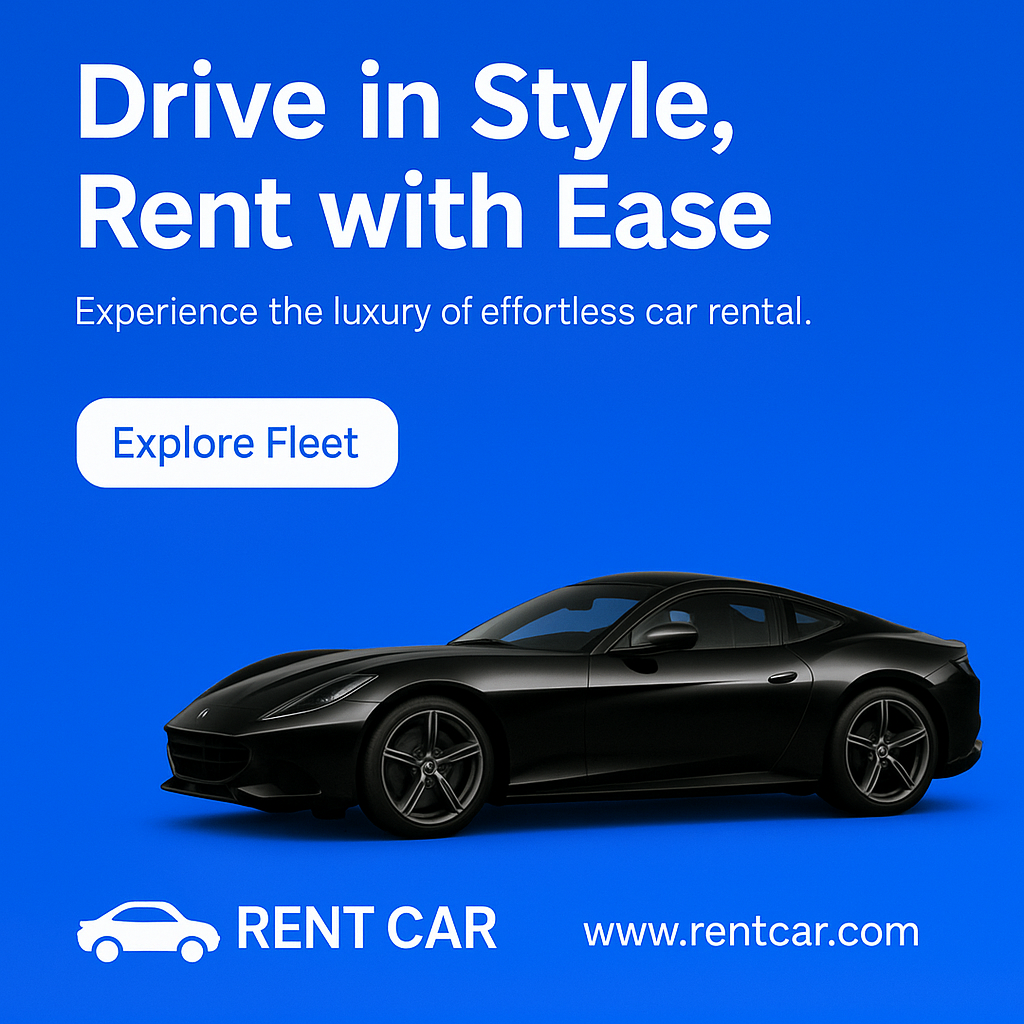 Drive in Style,
Rent with Ease
Experience the luxury of effortless car rental.
Explore Fleet
RENT CAR
www.rentcar.com